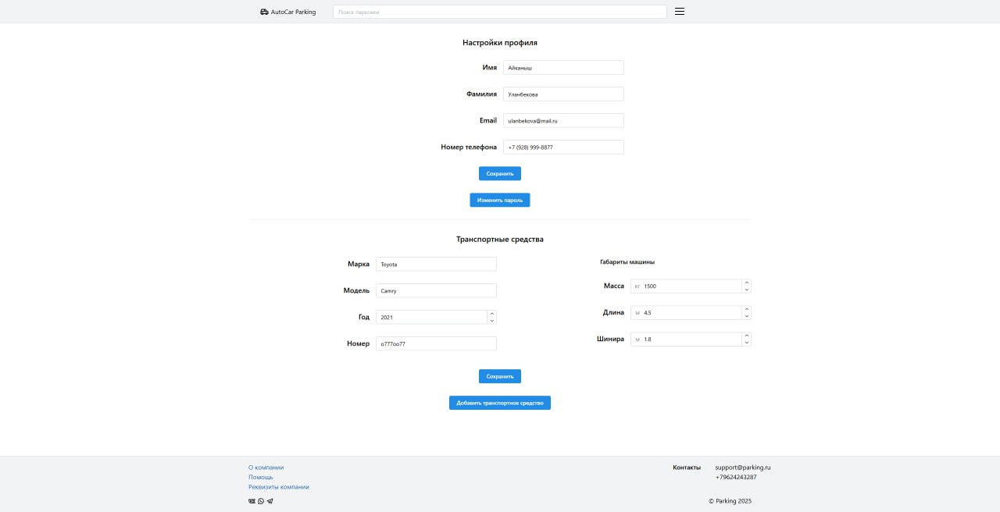 AutoCar Parking
Поиск парковки
Настройки профиля
Имя Айканыш
Фамилия Уланбекова
Email ulanbekova@mail.ru
Номер телефона +7 (928) 999-8877
Сохранить
Изменить пароль
Транспортные средства
Марка Toyota
Модель Camry
Год 2021
Номер о777оо77
Габариты машины
Масса кг 1500
Длина м 4.5
Шинира м 1.8
Сохранить
Добавить транспортное средство
О компании
Помощь
Реквизиты компании
Контакты support@parking.ru
+79624243287
© Parking 2025